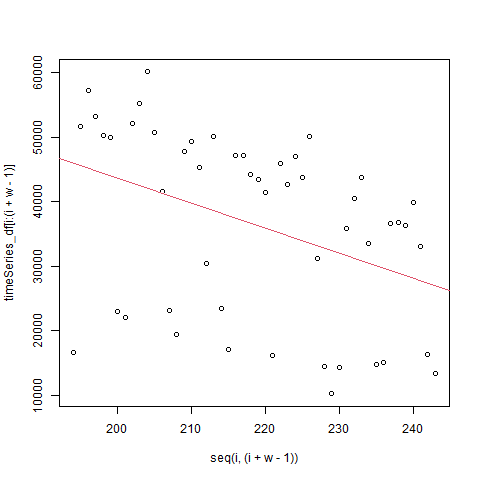 60000
50000
40000
30000
20000
10000
timeSeries_df[i:(i + w - 1)]
200 210 220 230 240
seq(i, (i + w - 1))